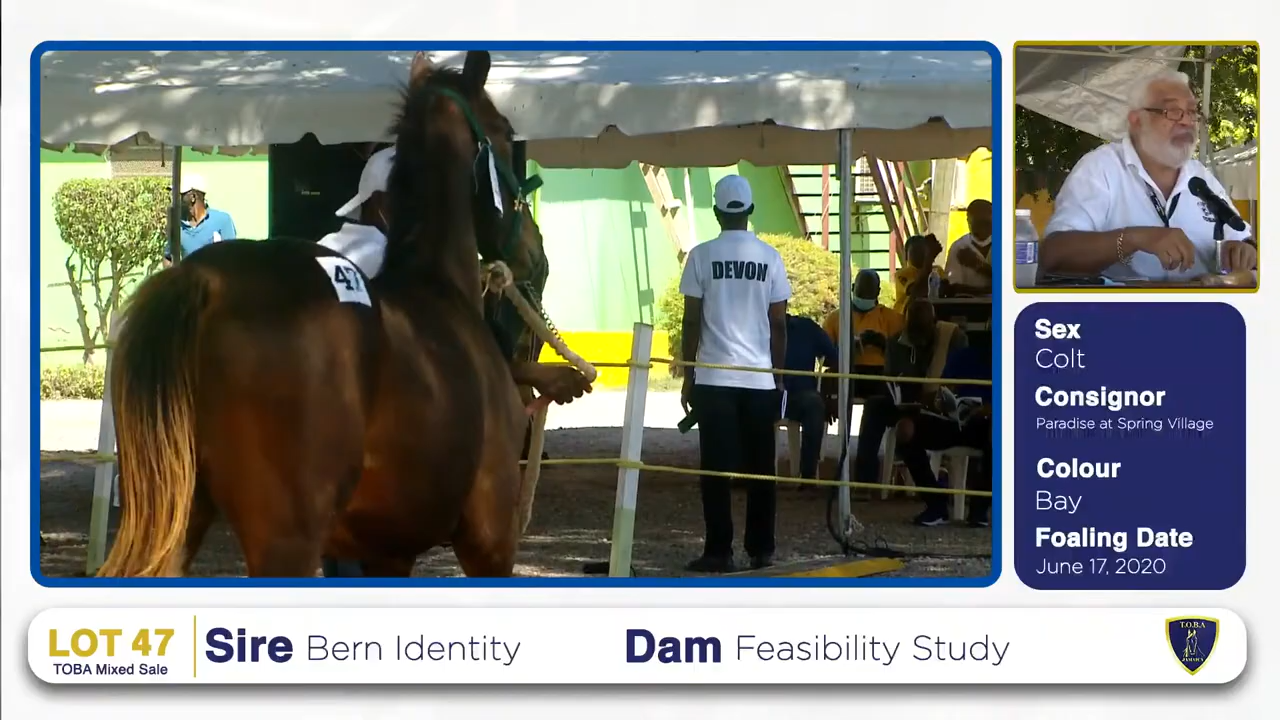 47
DEVON
Sex
Colt
Consignor
Paradise at Spring Village
Colour
Bay
Foaling Date
June 17, 2020
LOT 47
TOBA Mixed Sale
Sire Bern Identity
Dam Feasibility Study
T.O.B.A
JAMAICA